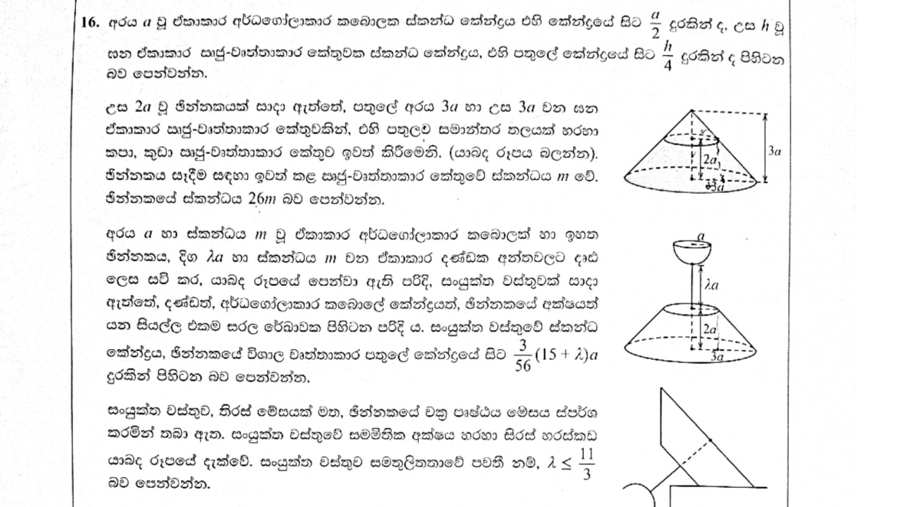 16. අරය a වූ ඒකාකාර අර්ධගෝලාකාර කබොලක ස්කන්ධ කේන්ද්‍රය එහි කේන්ද්‍රයේ සිට a/2 දුරකින් ද, උස h වූ
ඝන ඒකාකාර ඍජු-වෘත්තාකාර කේතුවක ස්කන්ධ කේන්ද්‍රය, එහි පතුලේ කේන්ද්‍රයේ සිට h/4 දුරකින් ද පිහිටන
බව පෙන්වන්න.
උස 2a වූ ඡින්නකයක් සාදා ඇත්තේ, පතුලේ අරය 3a හා උස 3a වන ඝන
ඒකාකාර ඍජු-වෘත්තාකාර කේතුවකින්, එහි පතුලට සමාන්තර තලයක් හරහා
කපා, කුඩා ඍජු-වෘත්තාකාර කේතුව ඉවත් කිරීමෙනි. (යාබද රූපය බලන්න).
ඡින්නකය සෑදීම සඳහා ඉවත් කළ ඍජු-වෘත්තාකාර කේතුවේ ස්කන්ධය m වේ.
ඡින්නකයේ ස්කන්ධය 26m බව පෙන්වන්න.
2a
3a
3a
අරය a හා ස්කන්ධය m වූ ඒකාකාර අර්ධගෝලාකාර කබොලක් හා ඉහත
ඡින්නකය, දිග λa හා ස්කන්ධය m වන ඒකාකාර දණ්ඩක අන්තවලට දෘඪ
ලෙස සවි කර, යාබද රූපයේ පෙන්වා ඇති පරිදි, සංයුක්ත වස්තුවක් සාදා
ඇත්තේ, දණ්ඩත්, අර්ධගෝලාකාර කබොලේ කේන්ද්‍රයත්, ඡින්නකයේ අක්ෂයත්
යන සියල්ල එකම සරල රේඛාවක පිහිටන පරිදි ය. සංයුක්ත වස්තුවේ ස්කන්ධ
කේන්ද්‍රය, ඡින්නකයේ විශාල වෘත්තාකාර පතුලේ කේන්ද්‍රයේ සිට 3/56 (15 + λ)a
දුරකින් පිහිටන බව පෙන්වන්න.
a
λa
2a
3a
සංයුක්ත වස්තුව, තිරස් මේසයක් මත, ඡින්නකයේ වක්‍ර පෘෂ්ඨය මේසය ස්පර්ශ
කරමින් තබා ඇත. සංයුක්ත වස්තුවේ සමමිතික අක්ෂය හරහා සිරස් හරස්කඩ
යාබද රූපයේ දැක්වේ. සංයුක්ත වස්තුව සමතුලිතතාවේ පවතී නම්, λ ≤ 11/3
බව පෙන්වන්න.